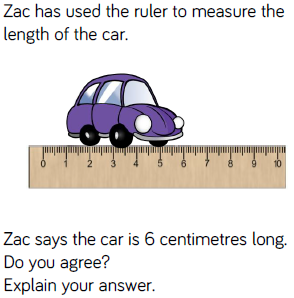 Zac has used the ruler to measure the
length of the car.
0 1 2 3 4 5 6 7 8 9 10
Zac says the car is 6 centimetres long.
Do you agree?
Explain your answer.